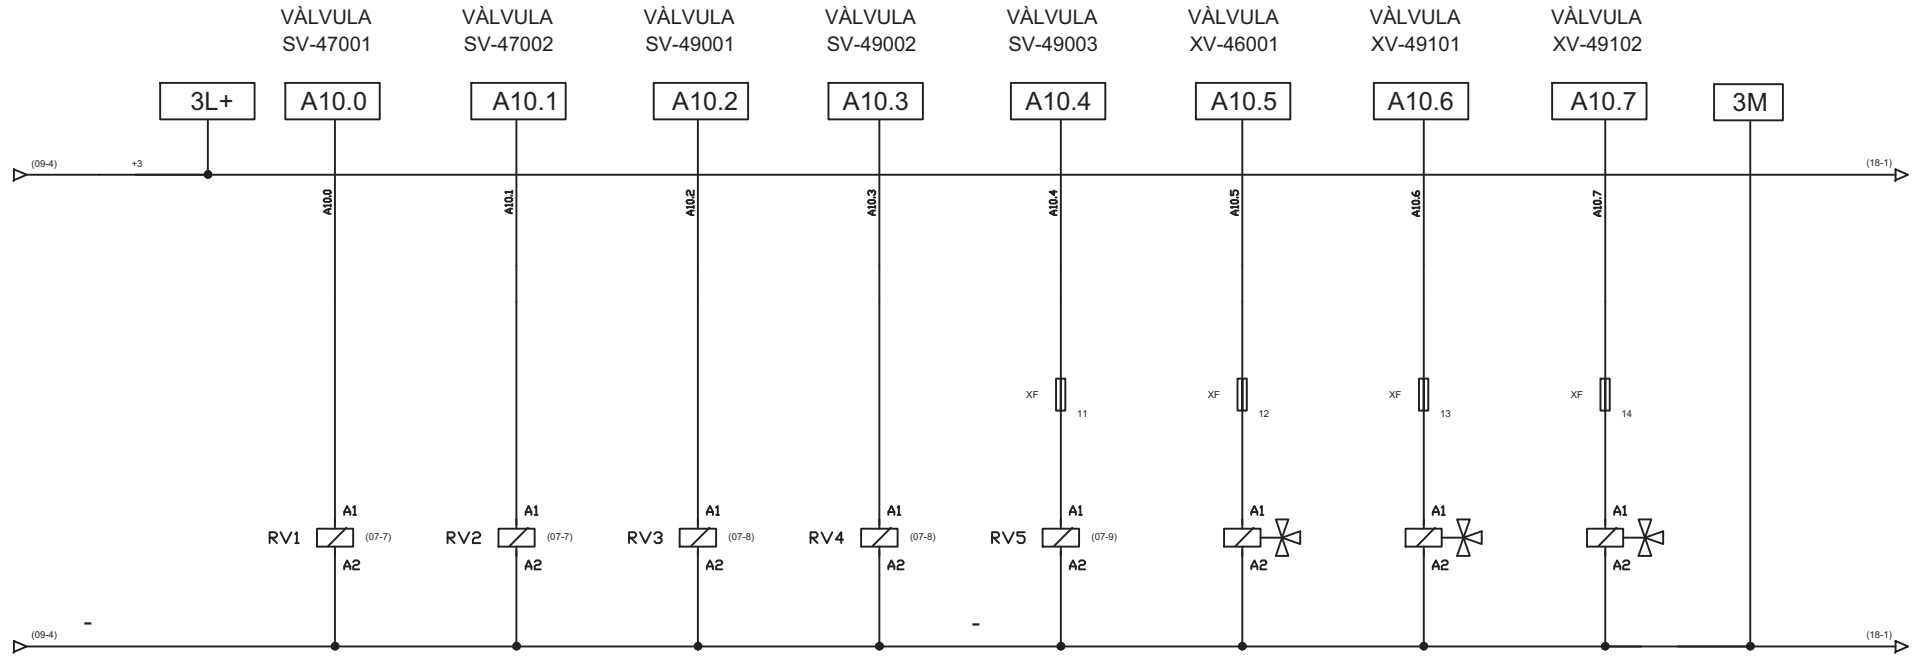 VÀLVULA VÀLVULA VÀLVULA VÀLVULA VÀLVULA VÀLVULA VÀLVULA VÀLVULA
SV-47001 SV-47002 SV-49001 SV-49002 SV-49003 XV-46001 XV-49101 XV-49102
3L+ A10.0 A10.1 A10.2 A10.3 A10.4 A10.5 A10.6 A10.7 3M
(09-4) +3 (18-1)
A10.0 A10.1 A10.2 A10.3 A10.4 A10.5 A10.6 A10.7
XF XF XF XF
11 12 13 14
A1 A1 A1 A1 A1 A1 A1 A1
RV1 (07-7) RV2 (07-7) RV3 (07-8) RV4 (07-8) RV5 (07-9)
A2 A2 A2 A2 A2 A2 A2 A2
- -
(09-4) (18-1)